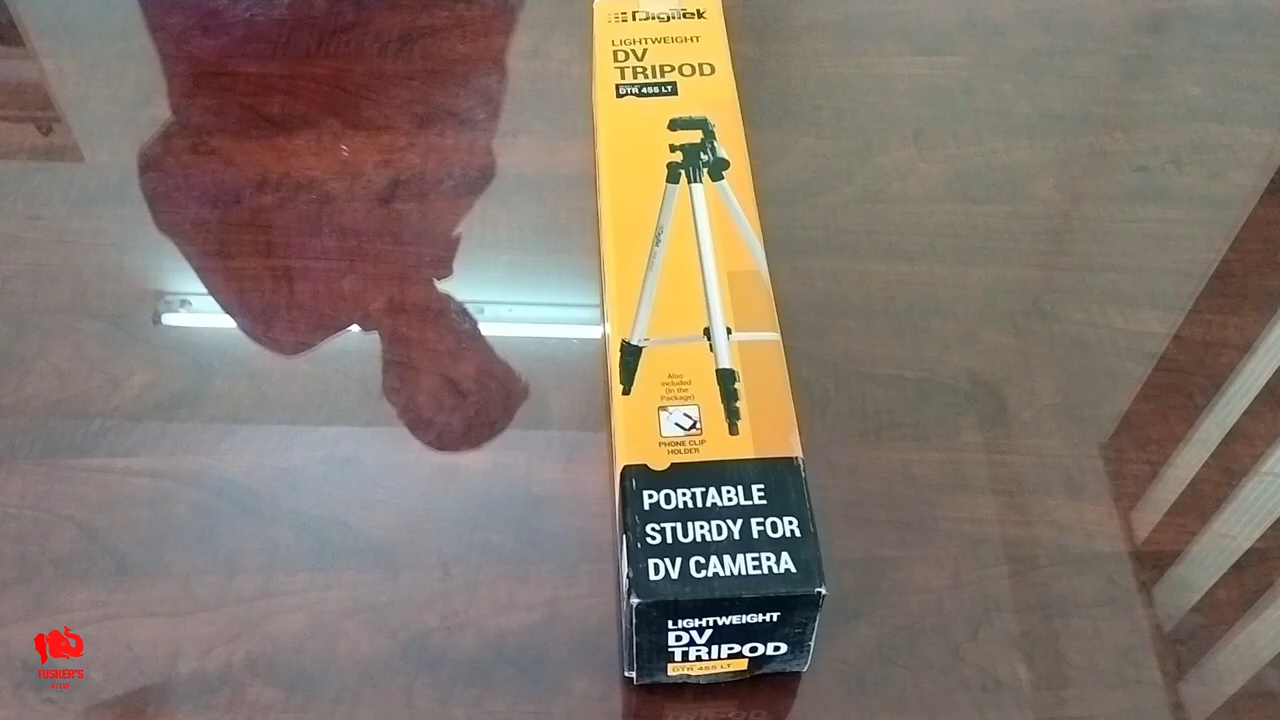 DigiTek
LIGHTWEIGHT
DV
TRIPOD
DTR 455 LT
Also
included
(in the
Package)
PHONE CLIP
HOLDER
PORTABLE
STURDY FOR
DV CAMERA
LIGHTWEIGHT
DV
TRIPOD
DTR 455 LT
TUSKER'S
VIEW